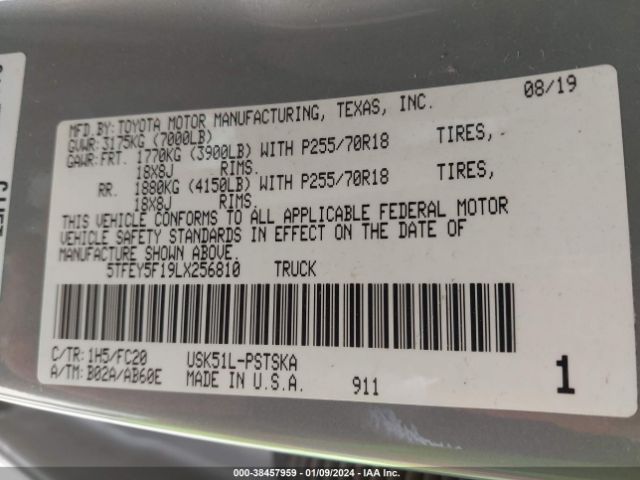 08/19
MFD.BY:TOYOTA MOTOR MANUFACTURING, TEXAS, INC.
GVWR:3175KG (7000LB)
GAWR:FRT. 1770KG (3900LB) WITH P255/70R18 TIRES,
18X8J RIMS.
RR. 1880KG (4150LB) WITH P255/70R18 TIRES,
18X8J RIMS.
THIS VEHICLE CONFORMS TO ALL APPLICABLE FEDERAL MOTOR
VEHICLE SAFETY STANDARDS IN EFFECT ON THE DATE OF
MANUFACTURE SHOWN ABOVE.
5TFEY5F19LX256810 TRUCK
C/TR:1H5/FC20 USK51L-PSTSKA
A/TM:B02A/AB60E MADE IN U.S.A. 911 1
000-38457959 - 01/09/2024 - IAA Inc.